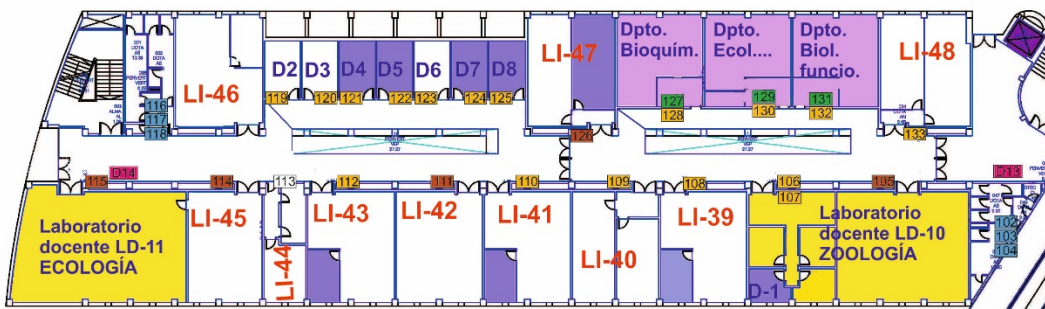 LI-46
D2
D3
D4
D5
D6
D7
D8
LI-47
Dpto.
Bioquím.
Dpto.
Ecol....
Dpto.
Biol.
funcio.
LI-48
116
117
118
119
120
121
122
123
124
125
126
127
128
129
130
131
132
133
27.27
27.27
115
D14
114
113
112
111
110
109
108
106
107
105
D13
102
103
104
Laboratorio
docente LD-11
ECOLOGÍA
LI-45
LI-44
LI-43
LI-42
LI-41
LI-40
LI-39
Laboratorio
docente LD-10
ZOOLOGÍA
D-1